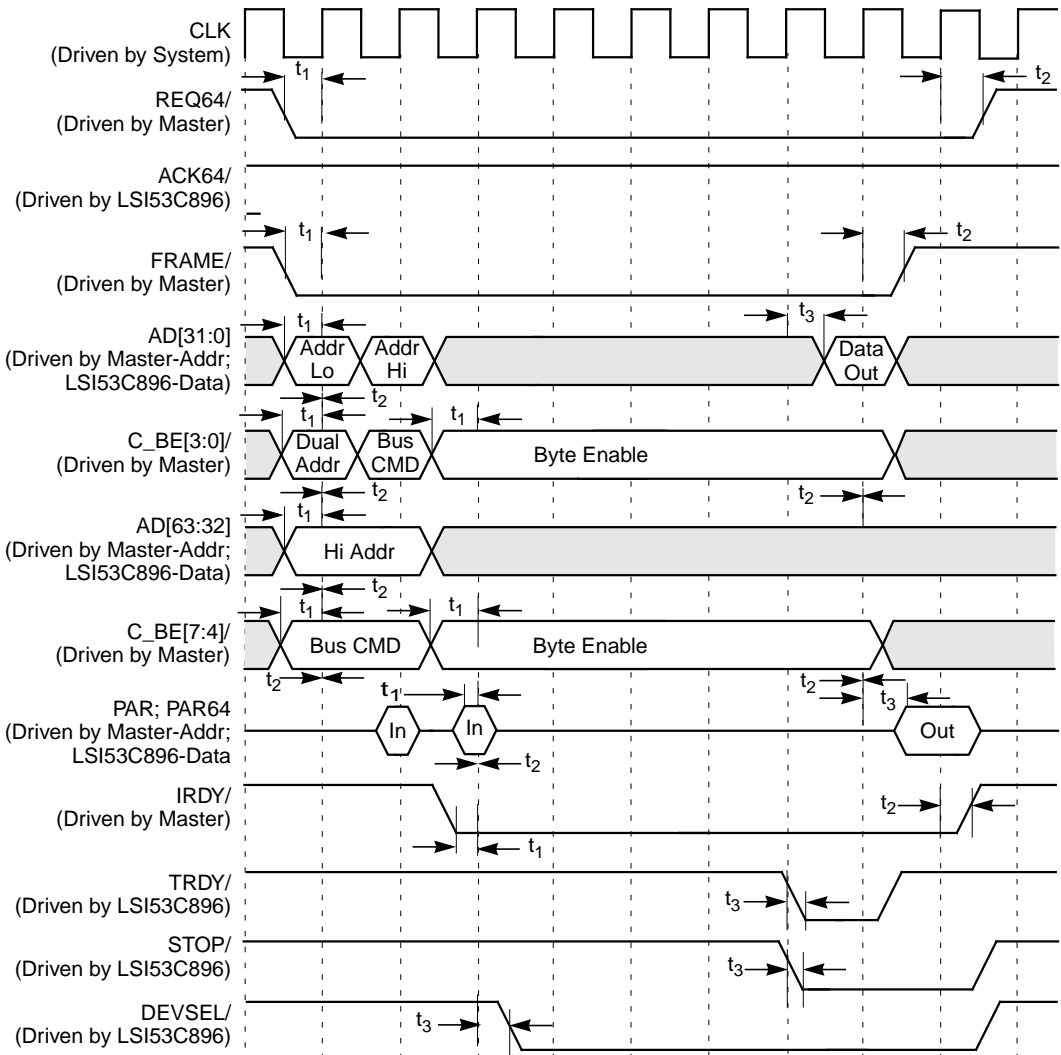 CLK
(Driven by System)
t1
t2
REQ64/
(Driven by Master)
ACK64/
(Driven by LSI53C896)
t1
t2
FRAME/
(Driven by Master)
t3
AD[31:0]
(Driven by Master-Addr;
LSI53C896-Data)
t1
Addr
Lo
Addr
Hi
Data
Out
t2
t1
t1
C_BE[3:0]/
(Driven by Master)
Dual
Addr
Bus
CMD
Byte Enable
t2
t2
AD[63:32]
(Driven by Master-Addr;
LSI53C896-Data)
t1
Hi Addr
t2
t1
t1
C_BE[7:4]/
(Driven by Master)
Bus CMD
Byte Enable
t2
t2
t1
t3
PAR; PAR64
(Driven by Master-Addr;
LSI53C896-Data
In
In
Out
t2
IRDY/
(Driven by Master)
t2
t1
TRDY/
(Driven by LSI53C896)
t3
STOP/
(Driven by LSI53C896)
t3
DEVSEL/
(Driven by LSI53C896)
t3